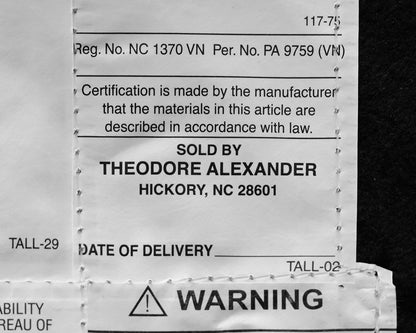 117-75
Reg. No. NC 1370 VN Per. No. PA 9759 (VN)
Certification is made by the manufacturer
that the materials in this article are
described in accordance with law.
SOLD BY
THEODORE ALEXANDER
HICKORY, NC 28601
TALL-29
DATE OF DELIVERY
TALL-02
WARNING
ABILITY
REAU OF